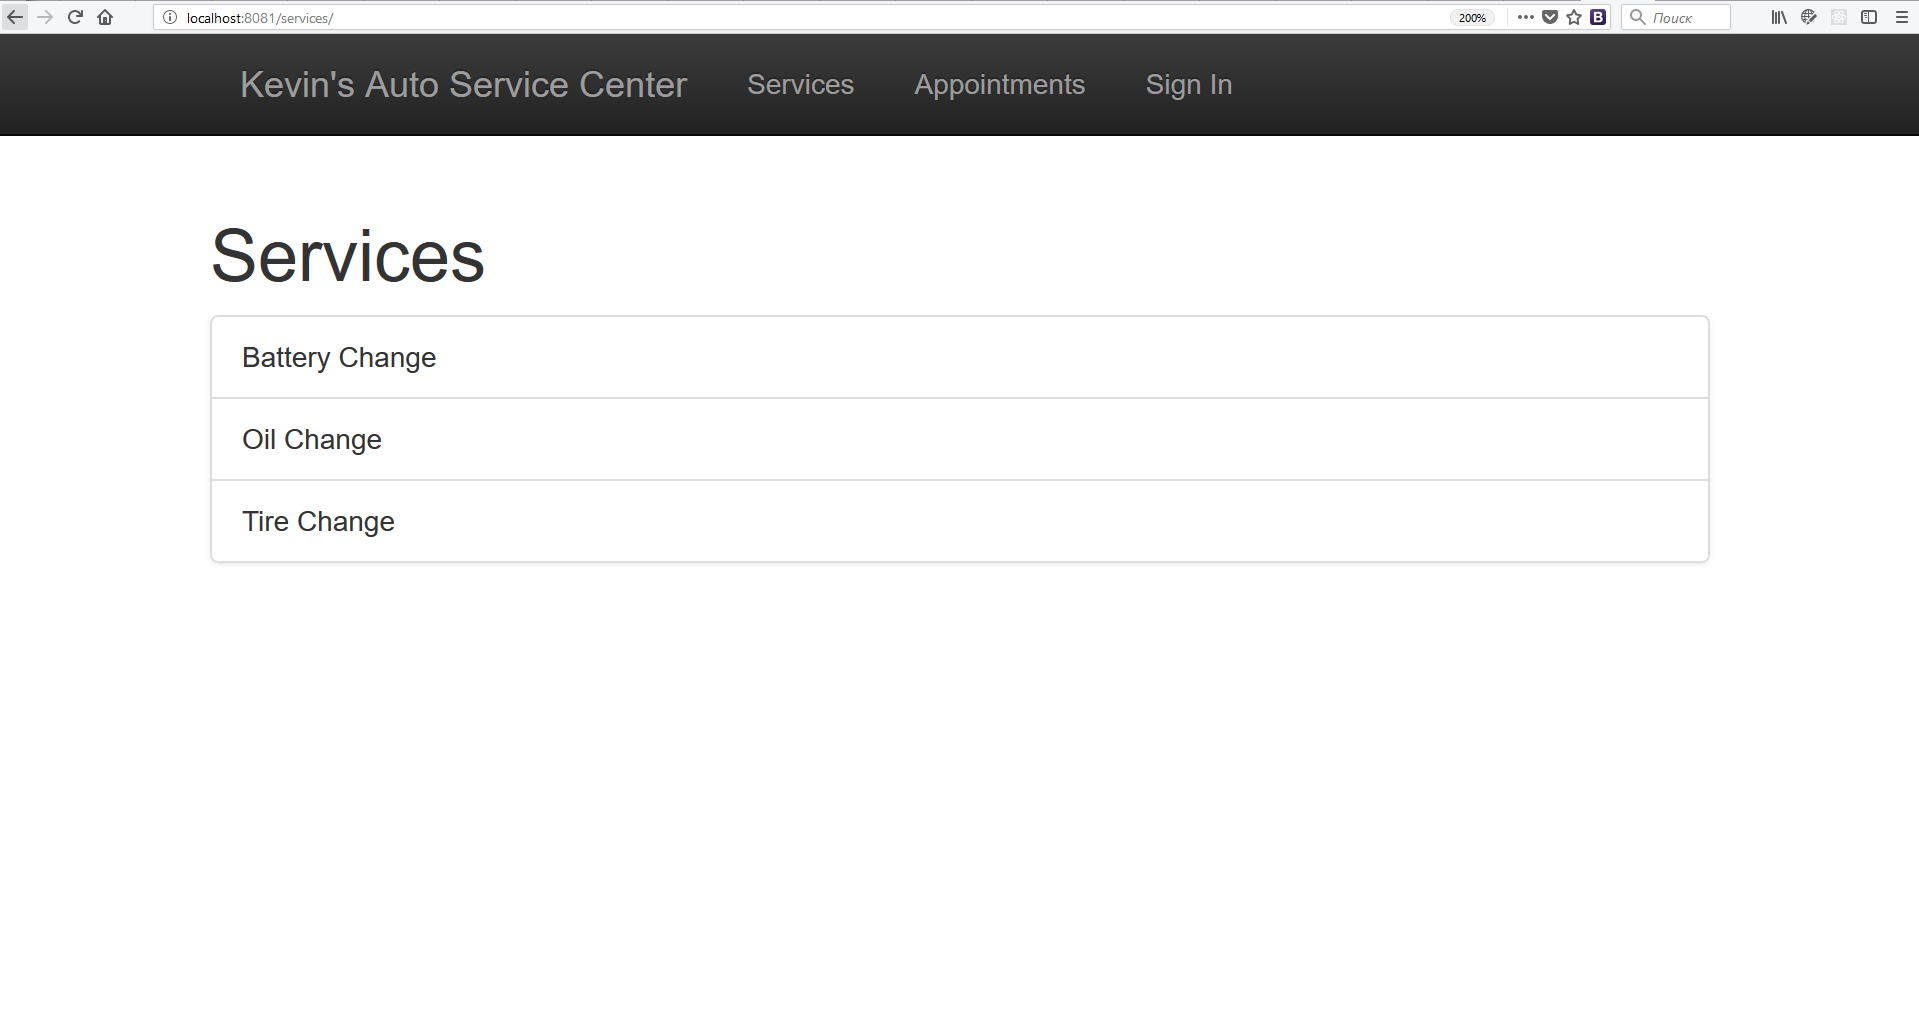 localhost:8081/services/
200%
Поиск
Kevin's Auto Service Center
Services
Appointments
Sign In
Services
Battery Change
Oil Change
Tire Change